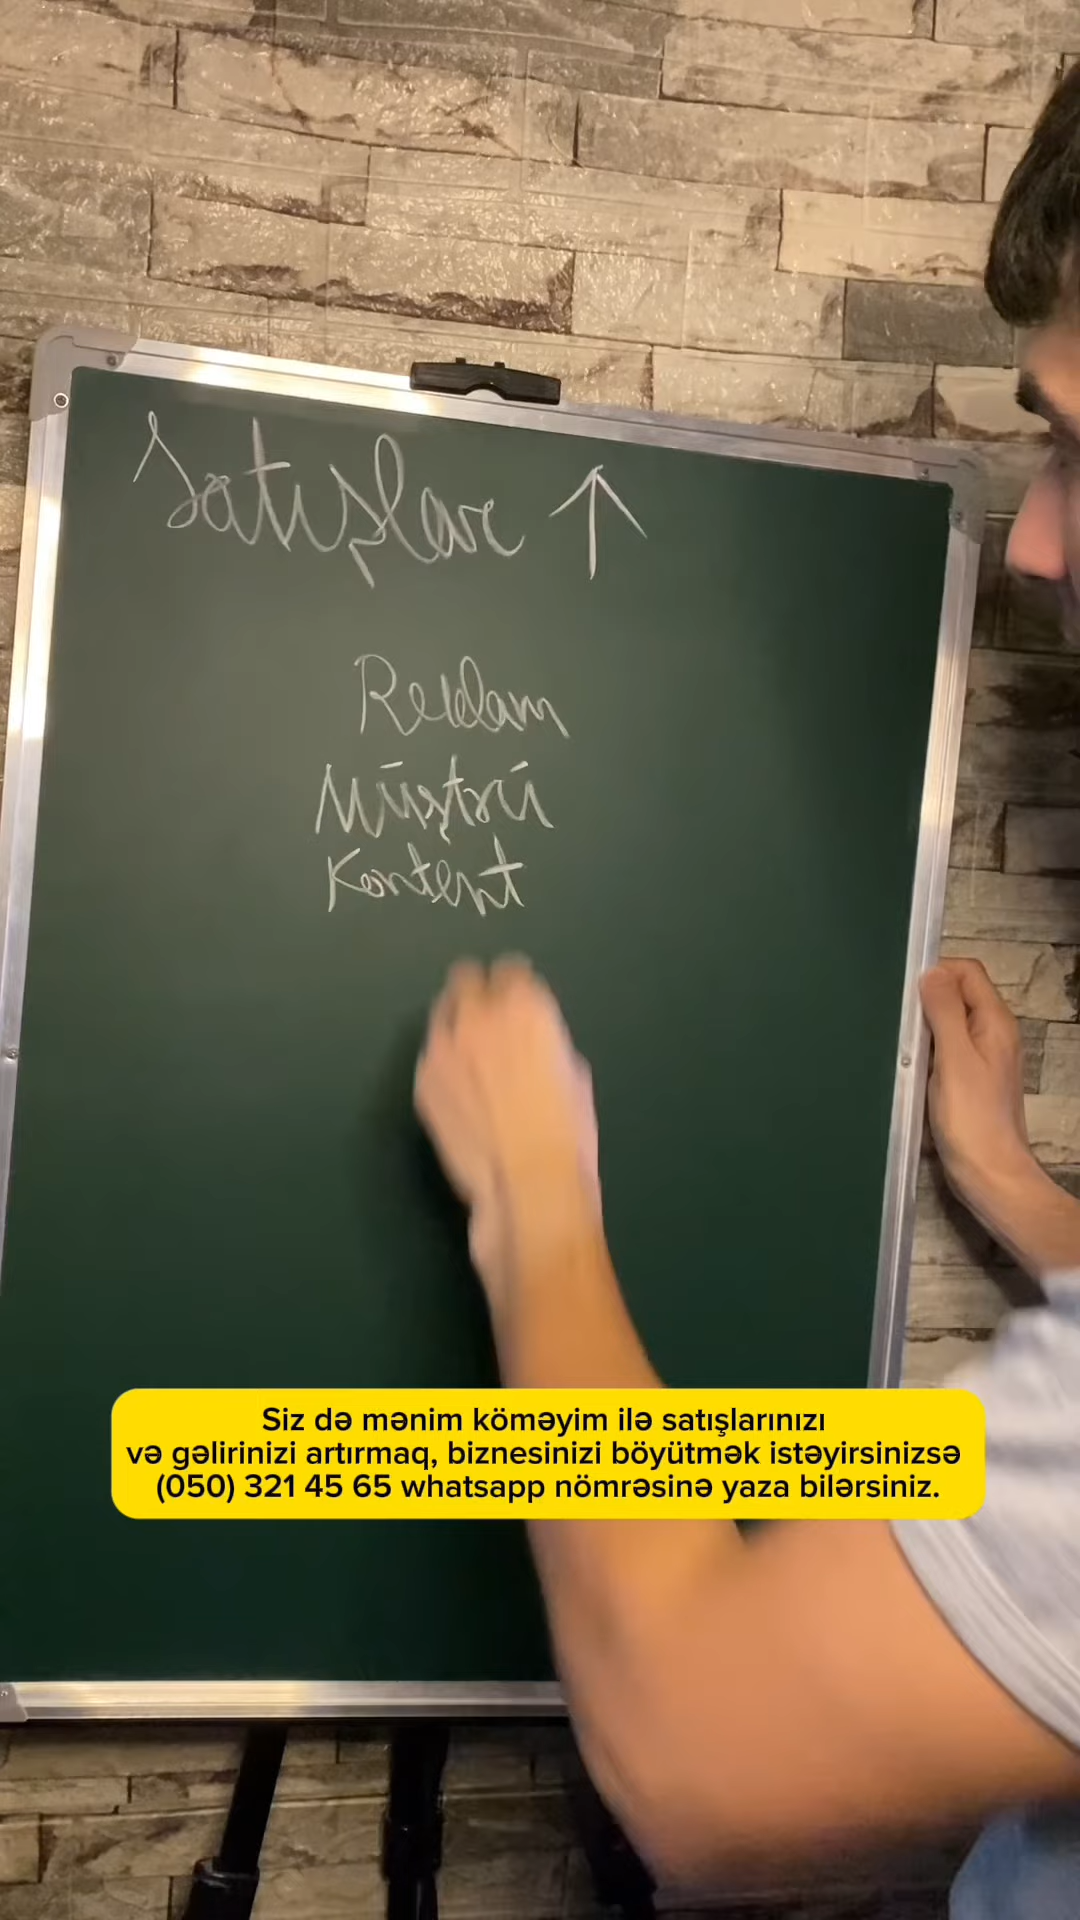 Satışlar ↑
Reklam
Müştəri
Kontent
Siz də mənim köməyim ilə satışlarınızı
və gəlirinizi artırmaq, biznesinizi böyütmək istəyirsinizsə
(050) 321 45 65 whatsapp nömrəsinə yaza bilərsiniz.